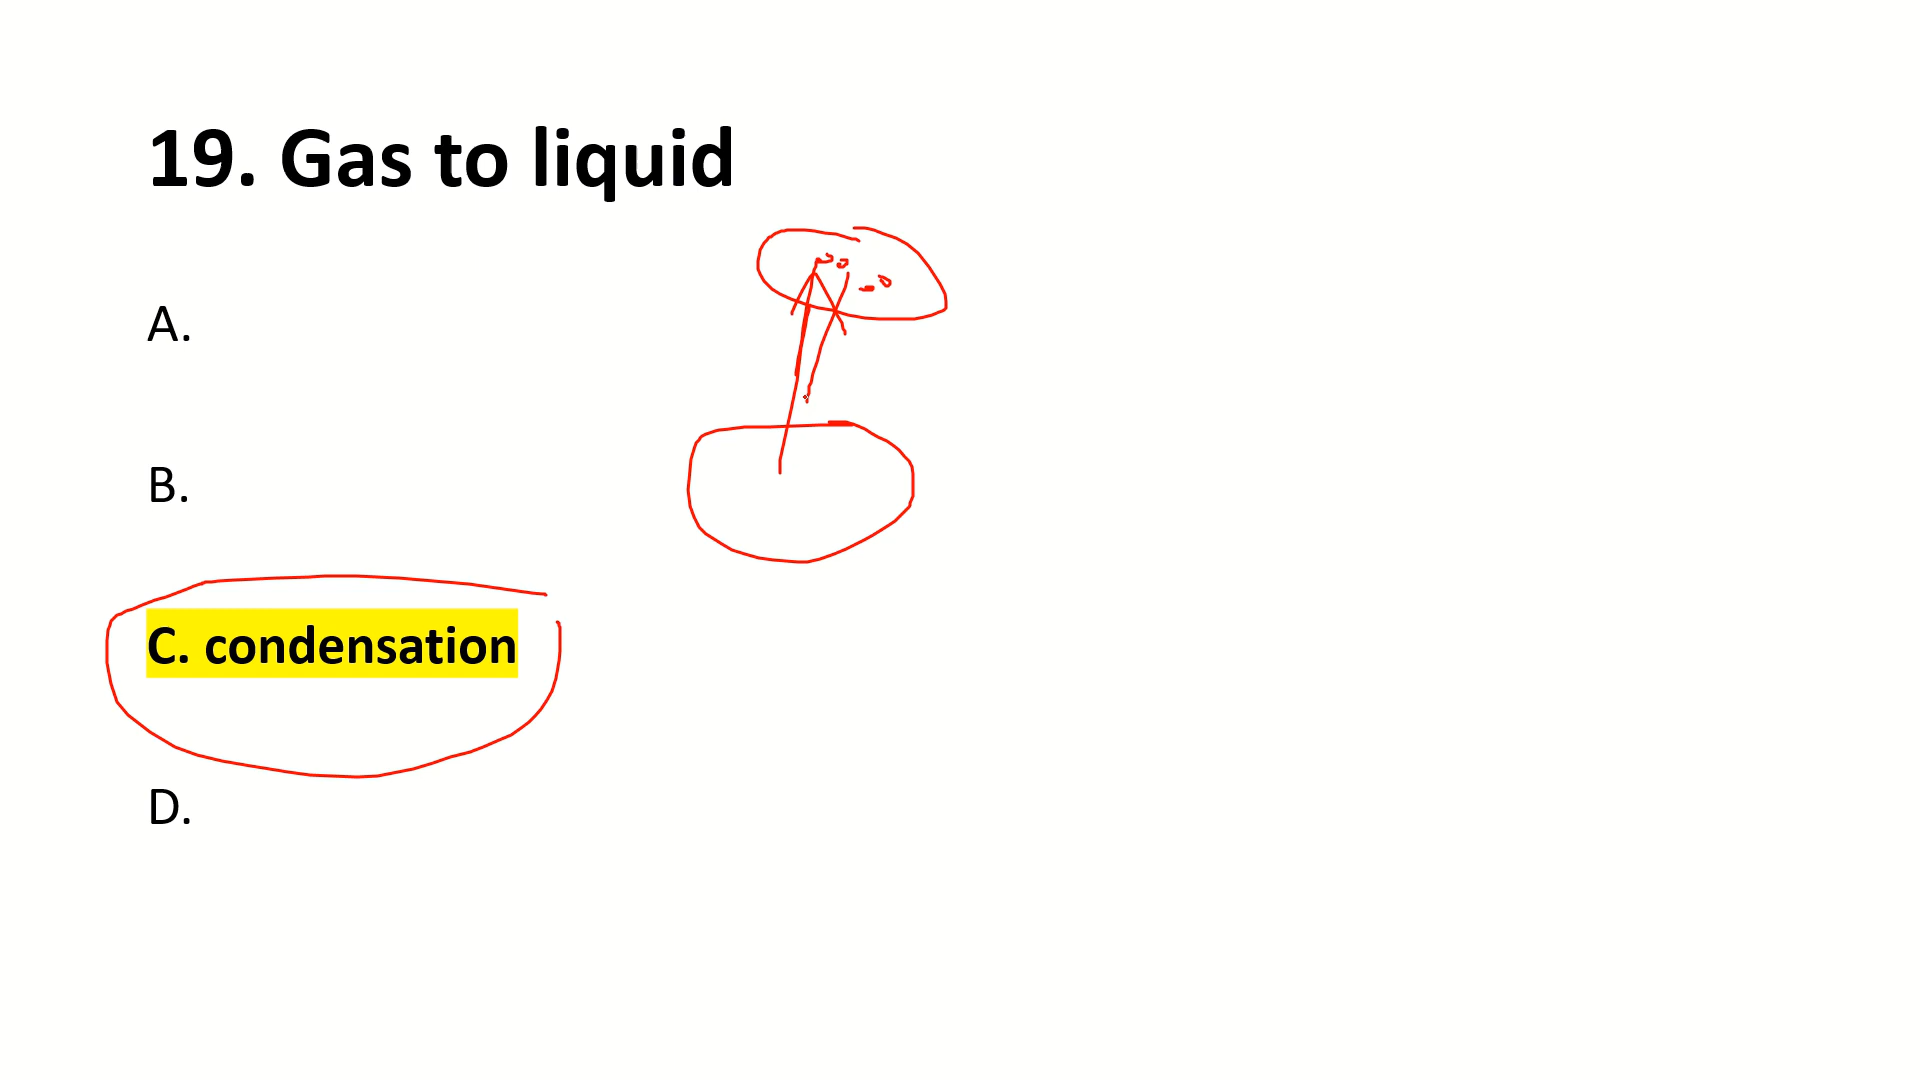 19. Gas to liquid
A.
B.
C. condensation
D.